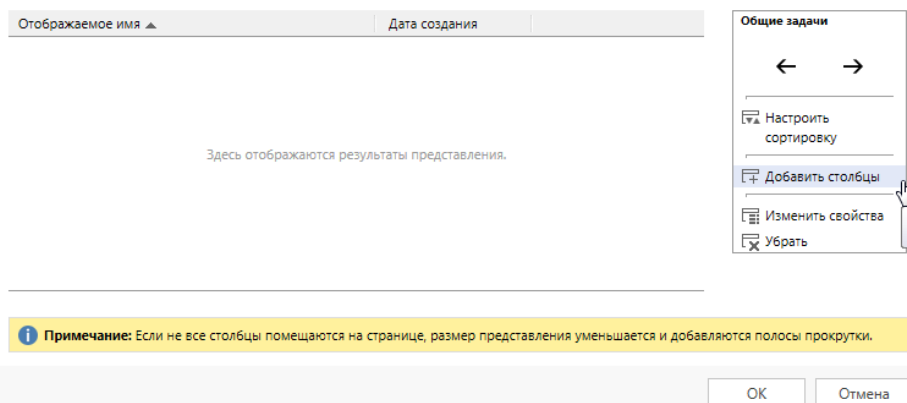 Отображаемое имя
Дата создания
Общие задачи
Настроить
сортировку
Здесь отображаются результаты представления.
Добавить столбцы
Изменить свойства
Убрать
Примечание: Если не все столбцы помещаются на странице, размер представления уменьшается и добавляются полосы прокрутки.
ОК
Отмена